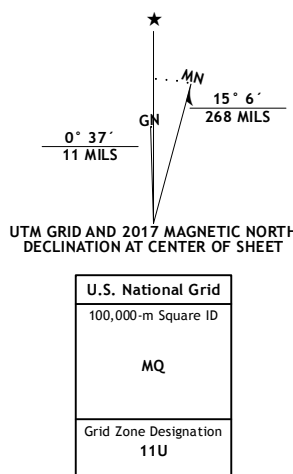 ★
MN
GN
15° 6´
268 MILS
0° 37´
11 MILS
UTM GRID AND 2017 MAGNETIC NORTH
DECLINATION AT CENTER OF SHEET
U.S. National Grid
100,000-m Square ID
MQ
Grid Zone Designation
11U